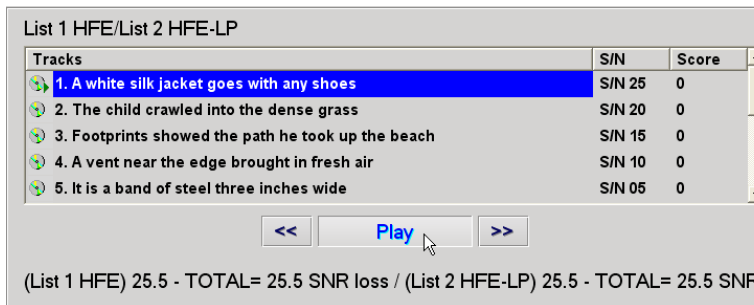 List 1 HFE/List 2 HFE-LP
Tracks S/N Score
1. A white silk jacket goes with any shoes S/N 25 0
2. The child crawled into the dense grass S/N 20 0
3. Footprints showed the path he took up the beach S/N 15 0
4. A vent near the edge brought in fresh air S/N 10 0
5. It is a band of steel three inches wide S/N 05 0
<< Play >>
(List 1 HFE) 25.5 - TOTAL= 25.5 SNR loss / (List 2 HFE-LP) 25.5 - TOTAL= 25.5